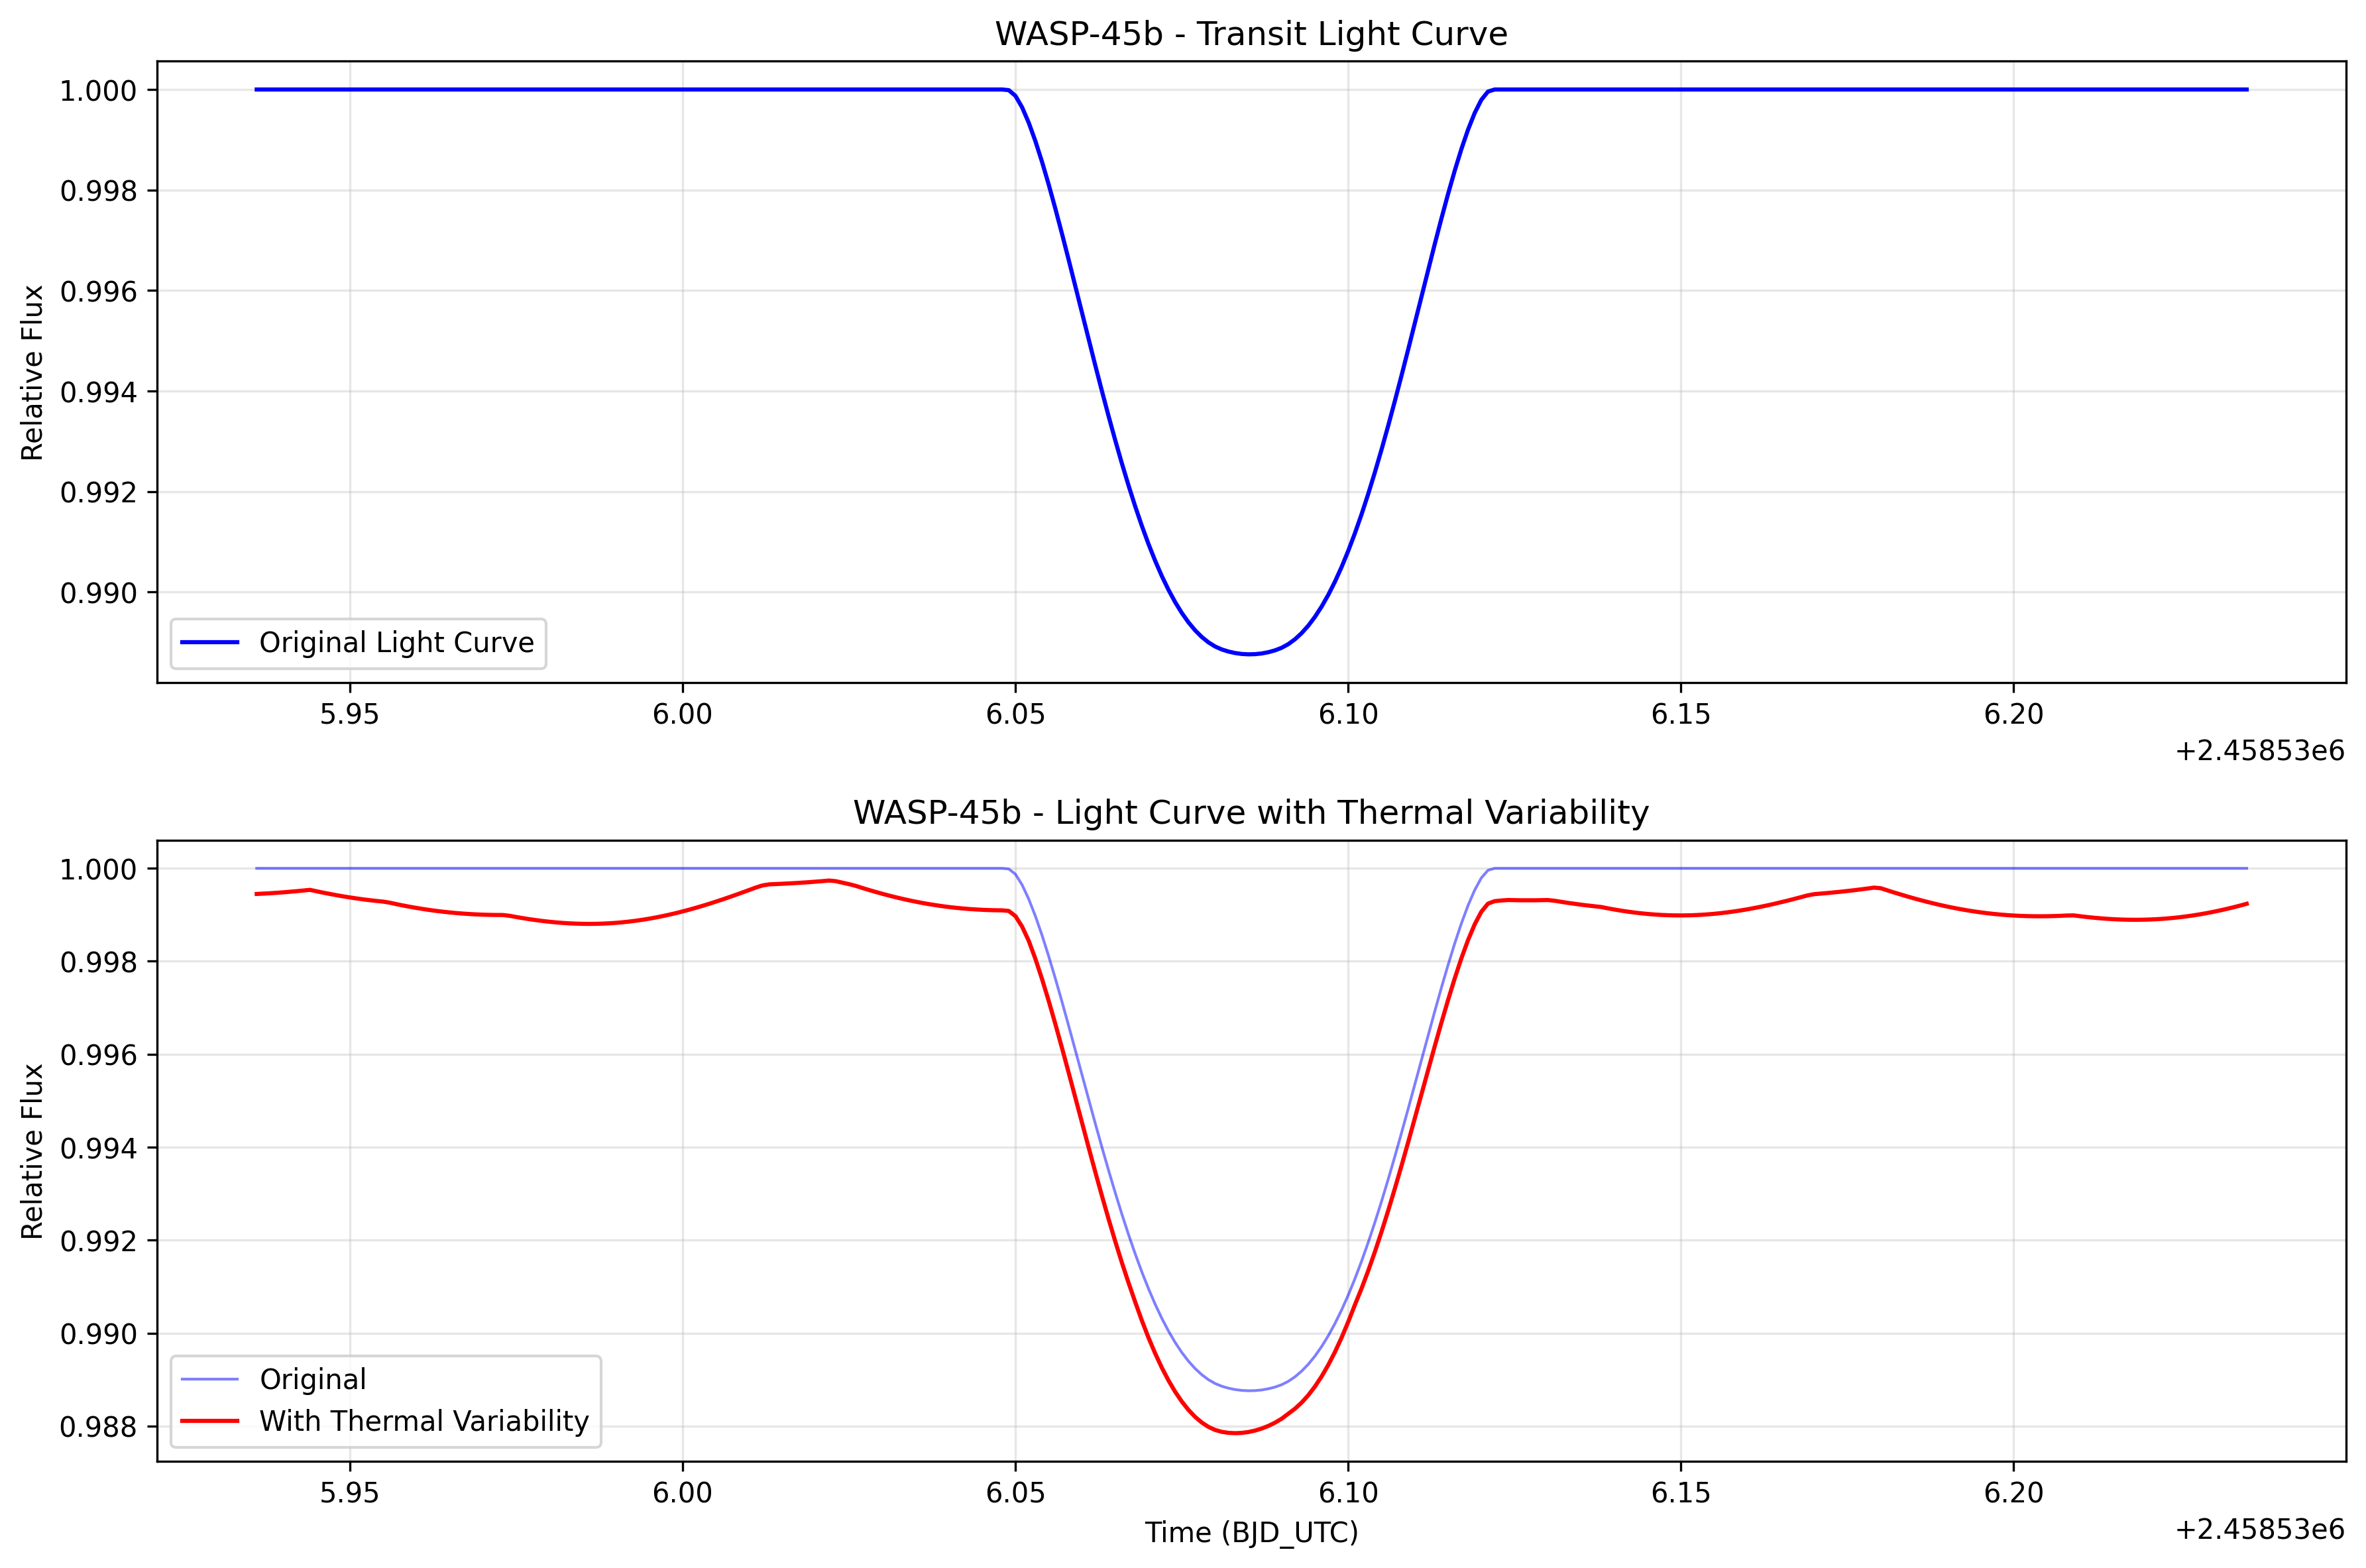 WASP-45b - Transit Light Curve
Relative Flux
1.000
0.998
0.996
0.994
0.992
0.990
Original Light Curve
5.95 6.00 6.05 6.10 6.15 6.20
+2.45853e6
WASP-45b - Light Curve with Thermal Variability
Relative Flux
1.000
0.998
0.996
0.994
0.992
0.990
0.988
Original
With Thermal Variability
5.95 6.00 6.05 6.10 6.15 6.20
Time (BJD_UTC)
+2.45853e6